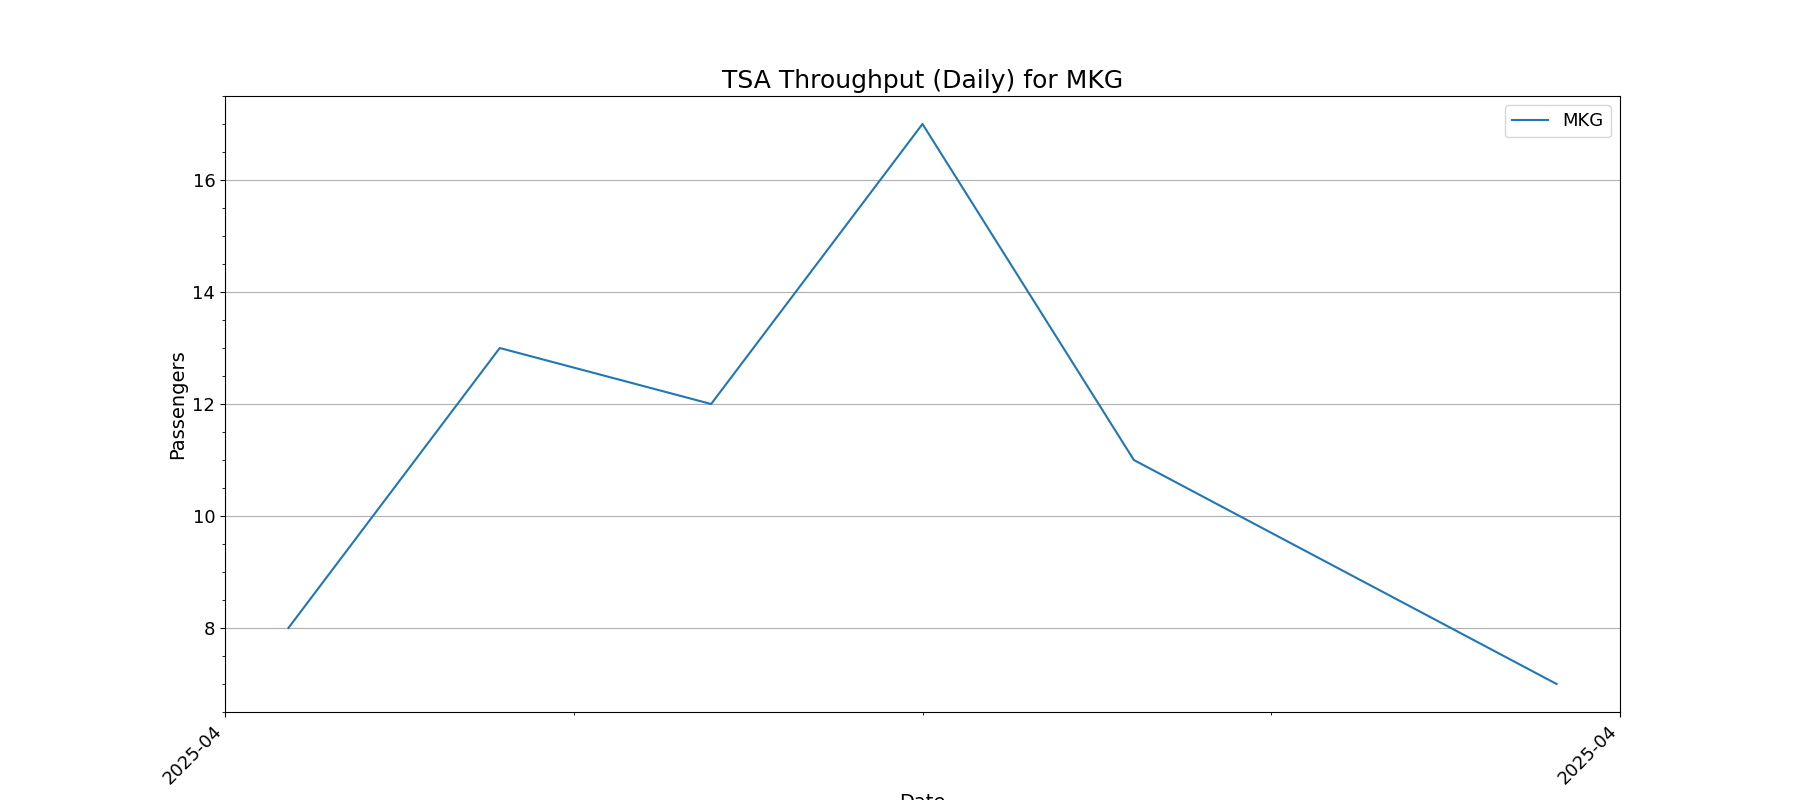 TSA Throughput (Daily) for MKG
MKG
16
14
12
10
8
Passengers
2025-04
2025-04
Date